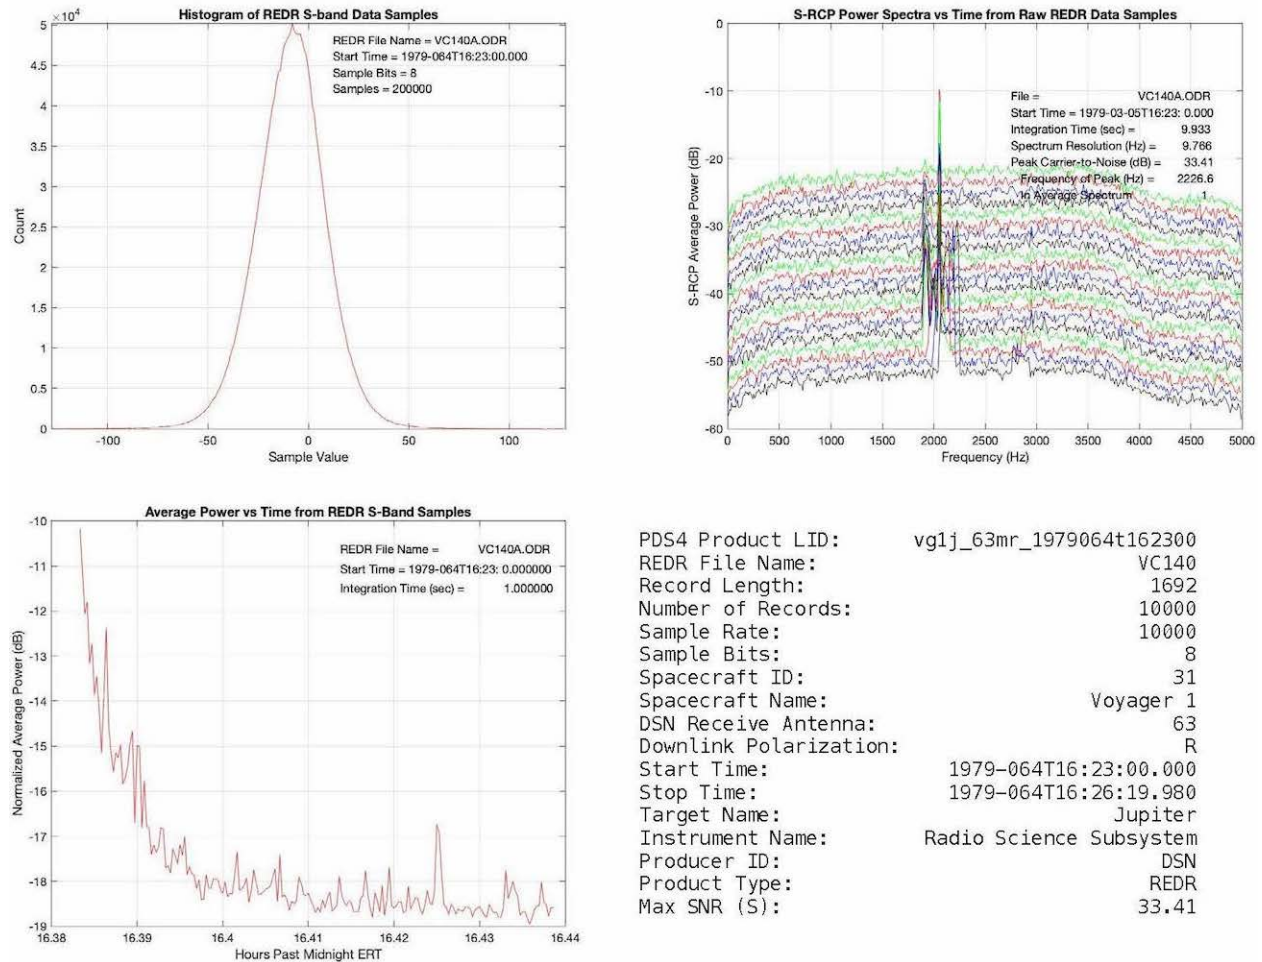 Histogram of REDR S-band Data Samples
×10⁴
5
4.5
4
3.5
3
2.5
2
1.5
1
0.5
0
Count
REDR File Name = VC140A.ODR
Start Time = 1979-064T16:23:00.000
Sample Bits = 8
Samples = 200000
-100 -50 0 50 100
Sample Value
S-RCP Power Spectra vs Time from Raw REDR Data Samples
0
-10
-20
-30
-40
-50
-60
S-RCP Average Power (dB)
File = VC140A.ODR
Start Time = 1979-03-05T16:23: 0.000
Integration Time (sec) = 9.933
Spectrum Resolution (Hz) = 9.766
Peak Carrier-to-Noise (dB) = 33.41
Frequency of Peak (Hz) = 2226.6
In Average Spectrum 1
0 500 1000 1500 2000 2500 3000 3500 4000 4500 5000
Frequency (Hz)
Average Power vs Time from REDR S-Band Samples
-10
-11
-12
-13
-14
-15
-16
-17
-18
-19
Normalized Average Power (dB)
REDR File Name = VC140A.ODR
Start Time = 1979-064T16:23: 0.000000
Integration Time (sec) = 1.000000
16.38 16.39 16.4 16.41 16.42 16.43 16.44
Hours Past Midnight ERT
PDS4 Product LID: vg1j_63mr_1979064t162300
REDR File Name: VC140
Record Length: 1692
Number of Records: 10000
Sample Rate: 10000
Sample Bits: 8
Spacecraft ID: 31
Spacecraft Name: Voyager 1
DSN Receive Antenna: 63
Downlink Polarization: R
Start Time: 1979-064T16:23:00.000
Stop Time: 1979-064T16:26:19.980
Target Name: Jupiter
Instrument Name: Radio Science Subsystem
Producer ID: DSN
Product Type: REDR
Max SNR (S): 33.41